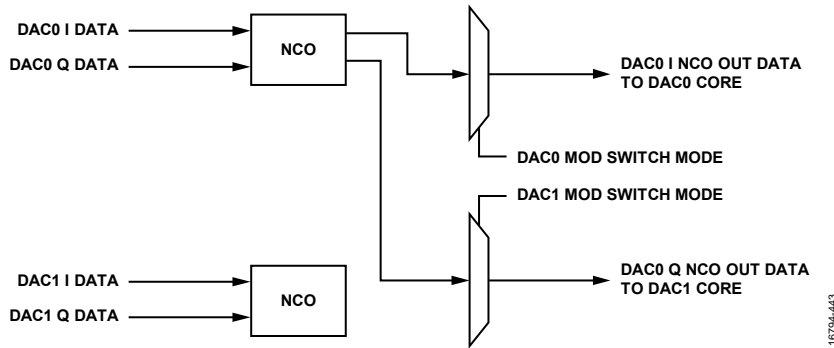 DAC0 I DATA
DAC0 Q DATA
NCO
DAC0 I NCO OUT DATA
TO DAC0 CORE
DAC0 MOD SWITCH MODE
DAC1 MOD SWITCH MODE
DAC1 I DATA
DAC1 Q DATA
NCO
DAC0 Q NCO OUT DATA
TO DAC1 CORE
16794-443